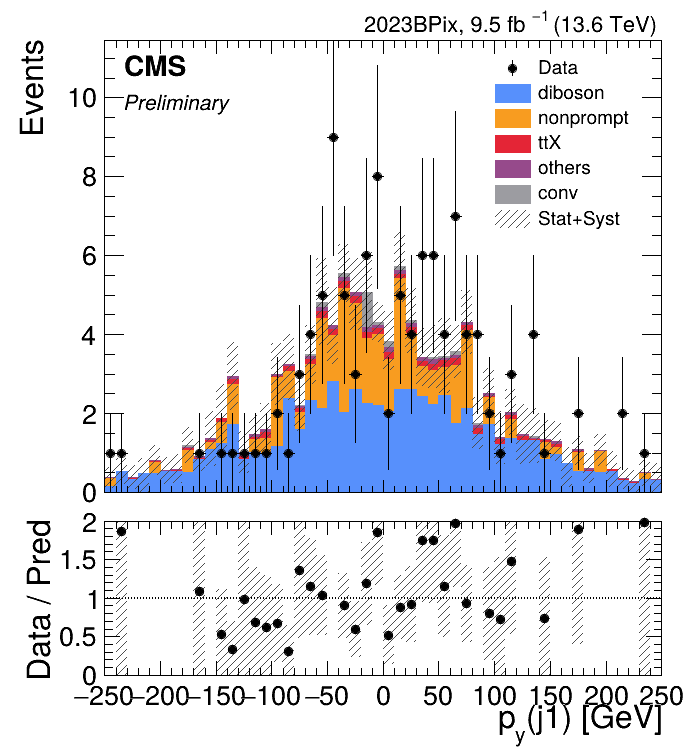 2023BPix, 9.5 fb⁻¹ (13.6 TeV)
CMS
Preliminary
Events
10
8
6
4
2
0
Data
diboson
nonprompt
ttX
others
conv
Stat+Syst
Data / Pred
2
1.5
1
0.5
0
−250 −200 −150 −100 −50 0 50 100 150 200 250
p_y(j1) [GeV]